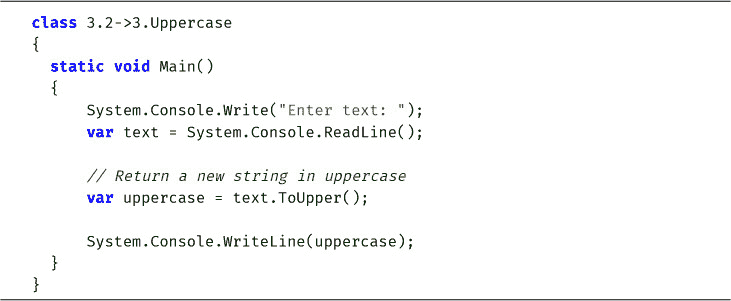 class 3.2->3.Uppercase
{
  static void Main()
  {
      System.Console.Write("Enter text: ");
      var text = System.Console.ReadLine();

      // Return a new string in uppercase
      var uppercase = text.ToUpper();

      System.Console.WriteLine(uppercase);
  }
}